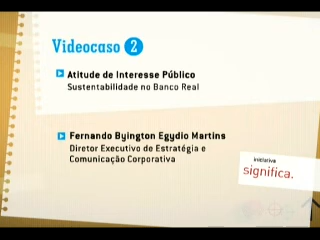 Videocaso 2
Atitude de Interesse Público
Sustentabilidade no Banco Real
Fernando Byington Egydio Martins
Diretor Executivo de Estratégia e
Comunicação Corporativa
iniciativa
significa.